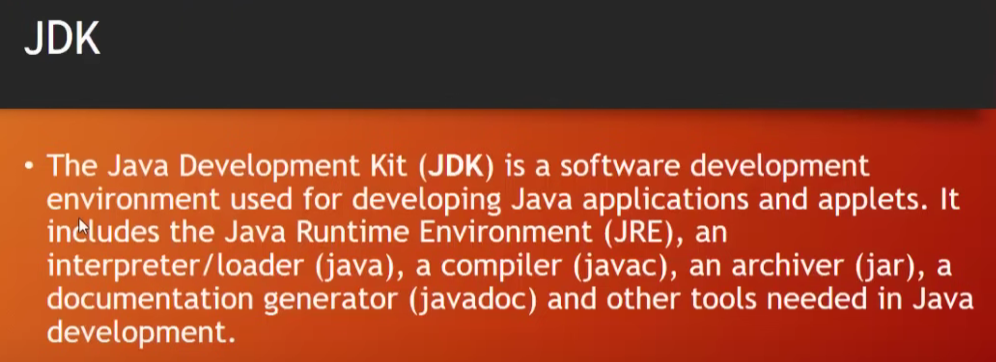 JDK
• The Java Development Kit (JDK) is a software development
environment used for developing Java applications and applets. It
includes the Java Runtime Environment (JRE), an
interpreter/loader (java), a compiler (javac), an archiver (jar), a
documentation generator (javadoc) and other tools needed in Java
development.